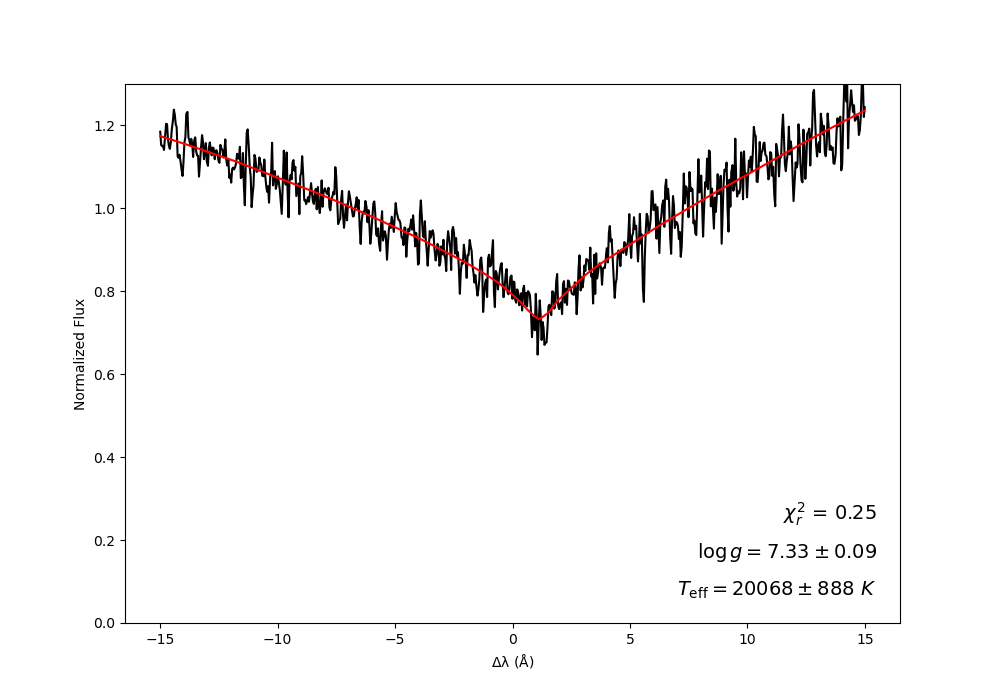 1.2
1.0
0.8
0.6
0.4
0.2
0.0
Normalized Flux
χ²ᵣ = 0.25
log g = 7.33 ± 0.09
T_eff = 20068 ± 888 K
−15 −10 −5 0 5 10 15
Δλ (Å)